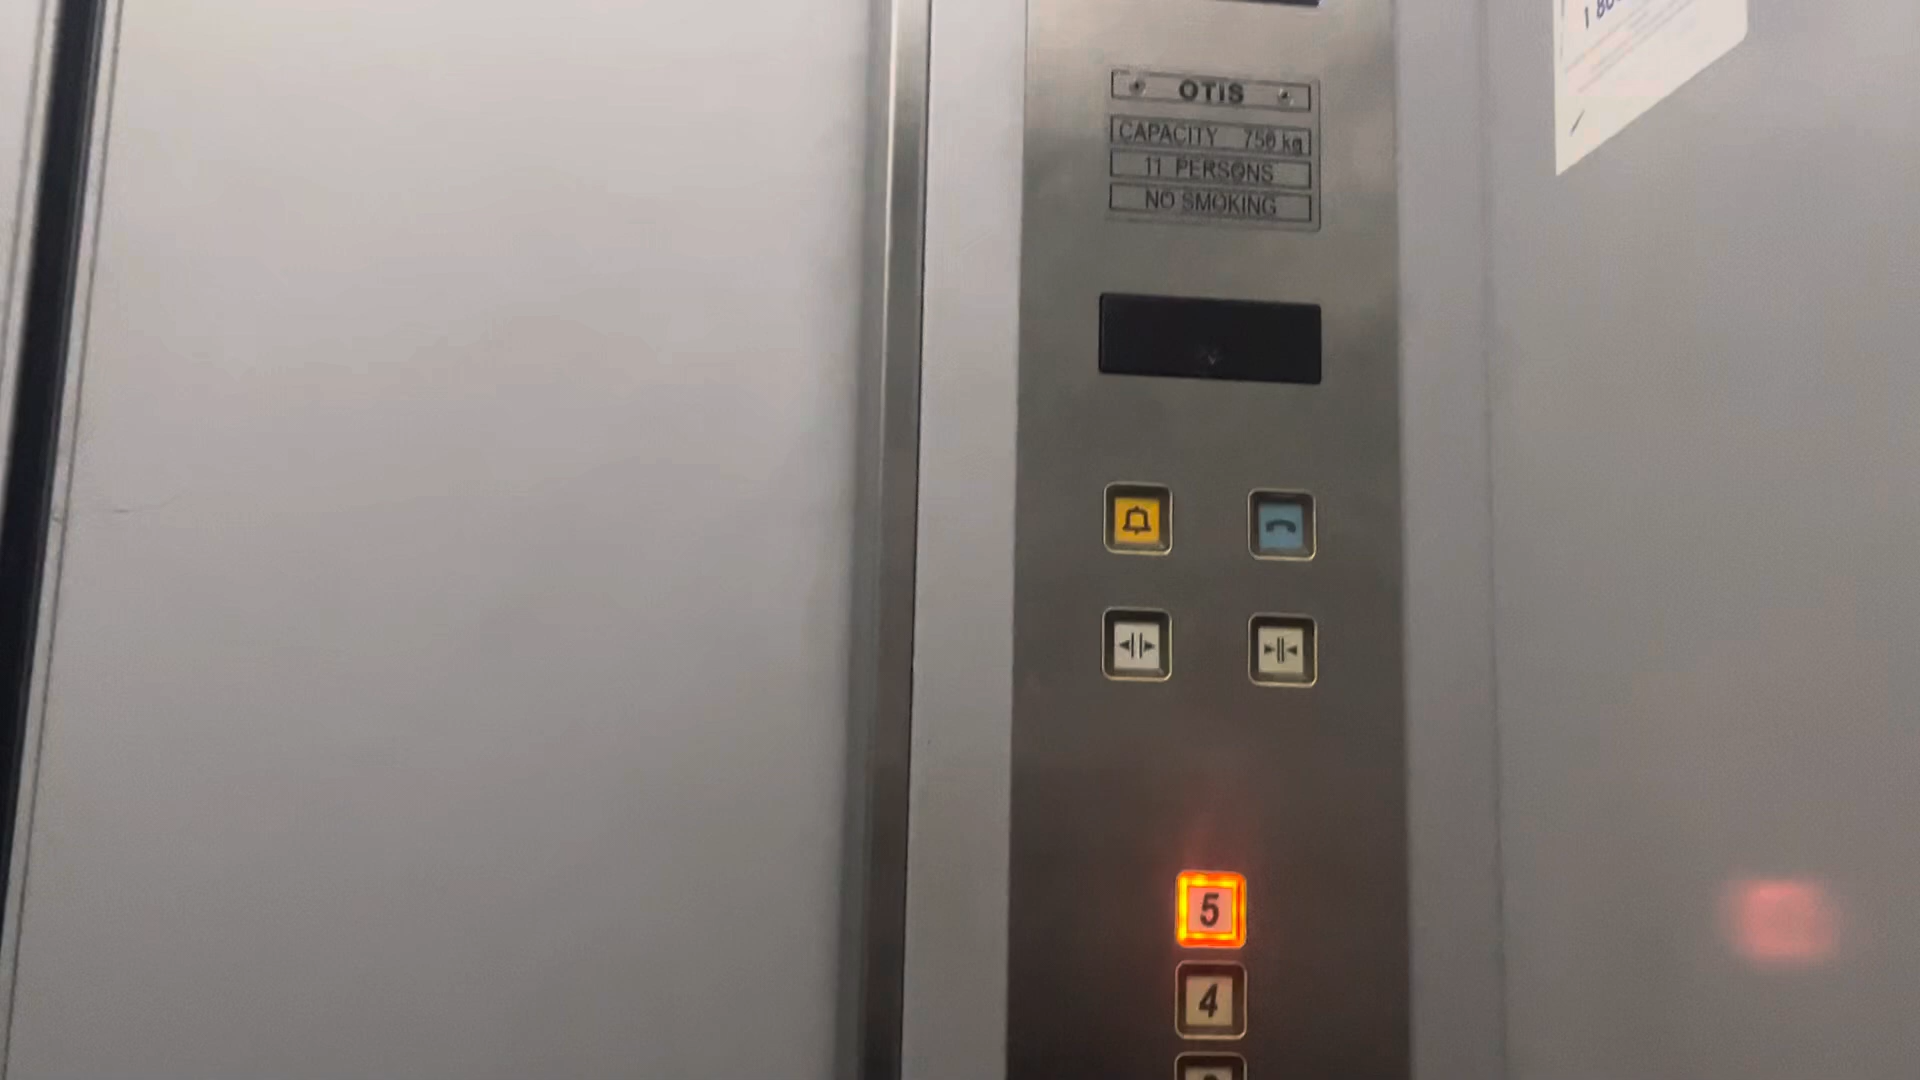 OTIS
CAPACITY 750 kg
11 PERSONS
NO SMOKING
5
4